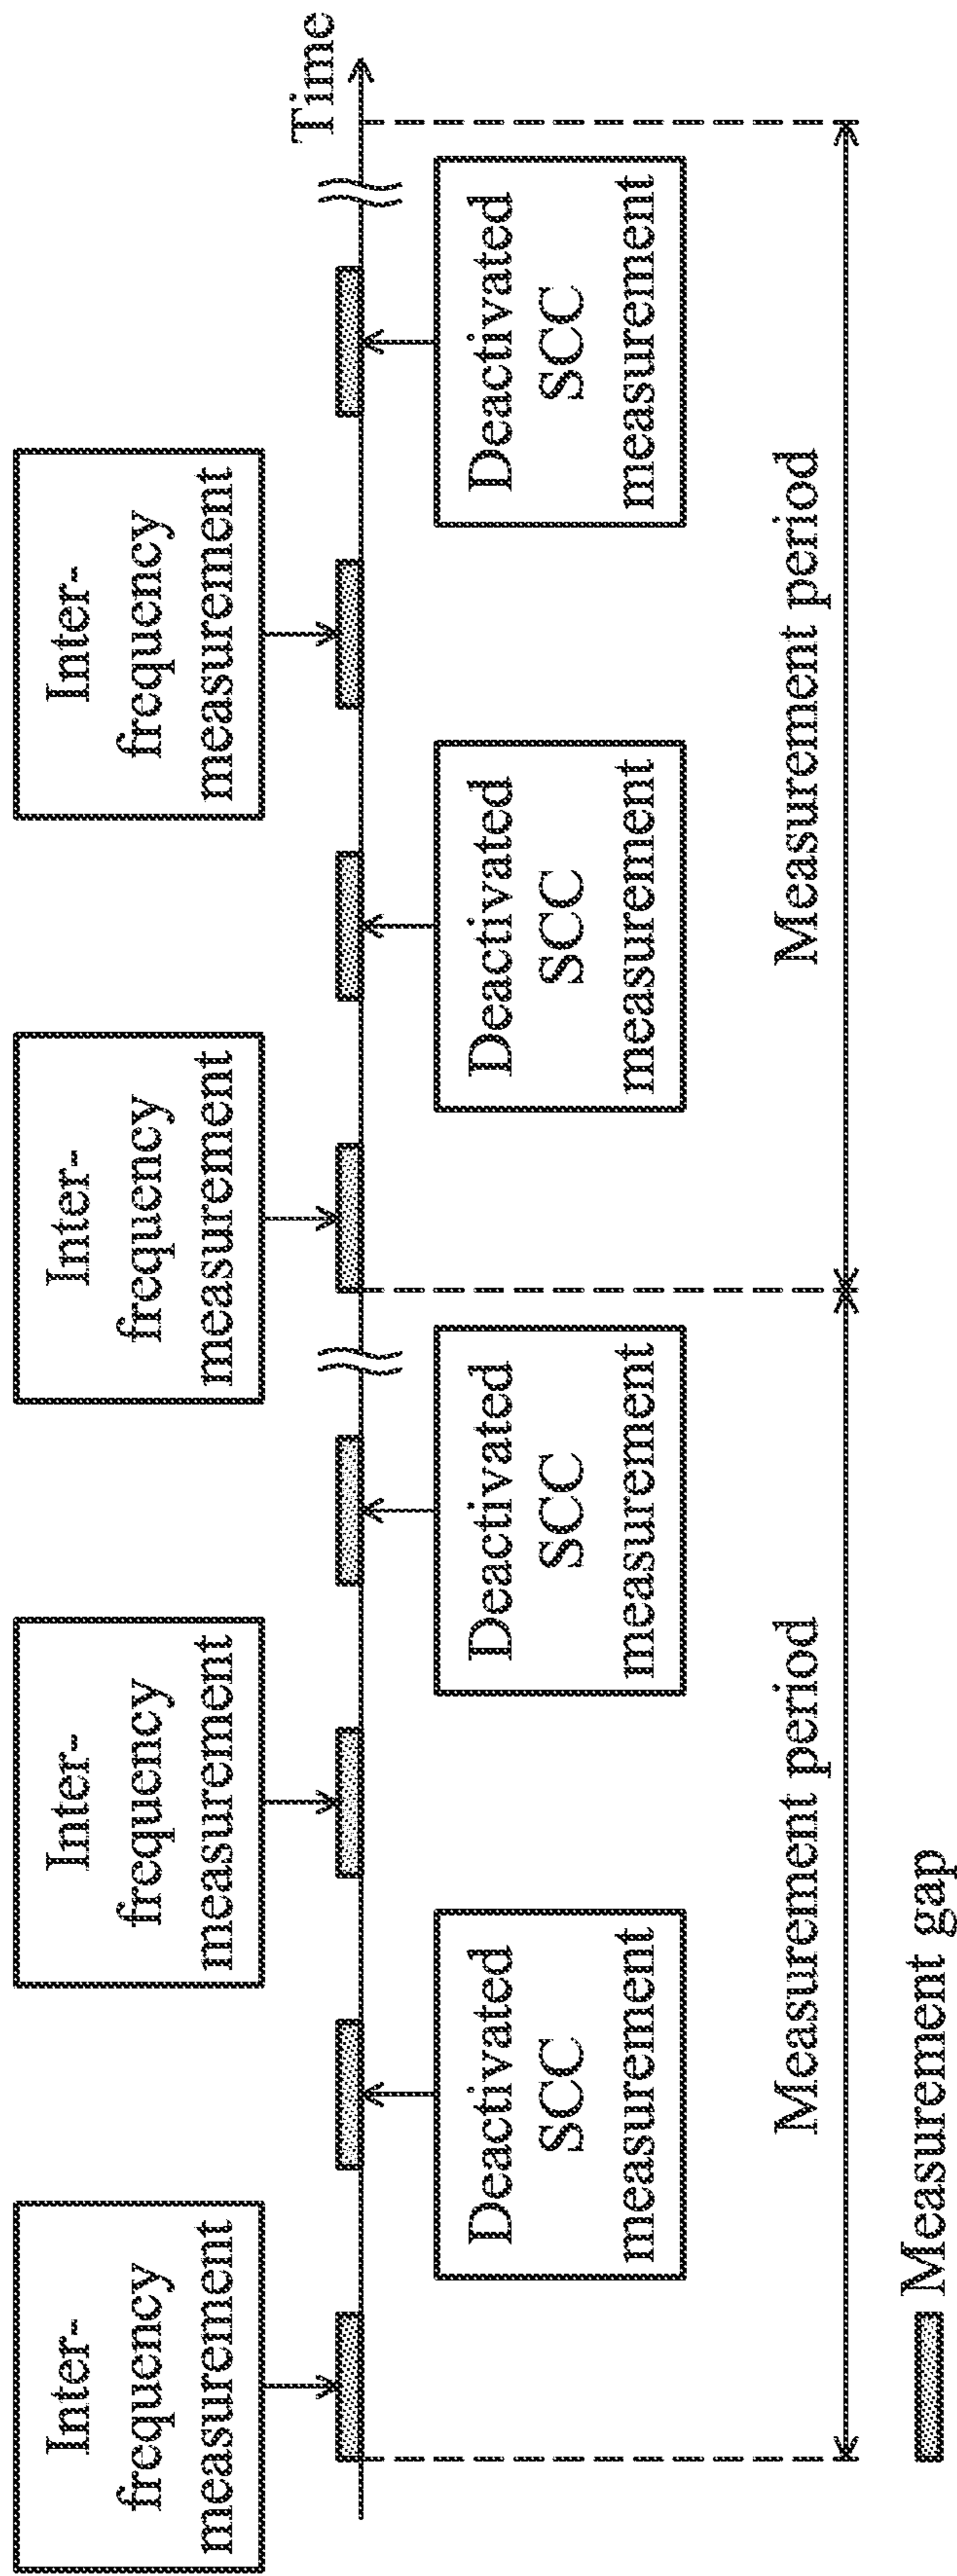 Inter-
frequency
measurement
Inter-
frequency
measurement
Inter-
frequency
measurement
Inter-
frequency
measurement
Time
Deactivated
SCC
measurement
Deactivated
SCC
measurement
Deactivated
SCC
measurement
Deactivated
SCC
measurement
Measurement period
Measurement period
Measurement gap